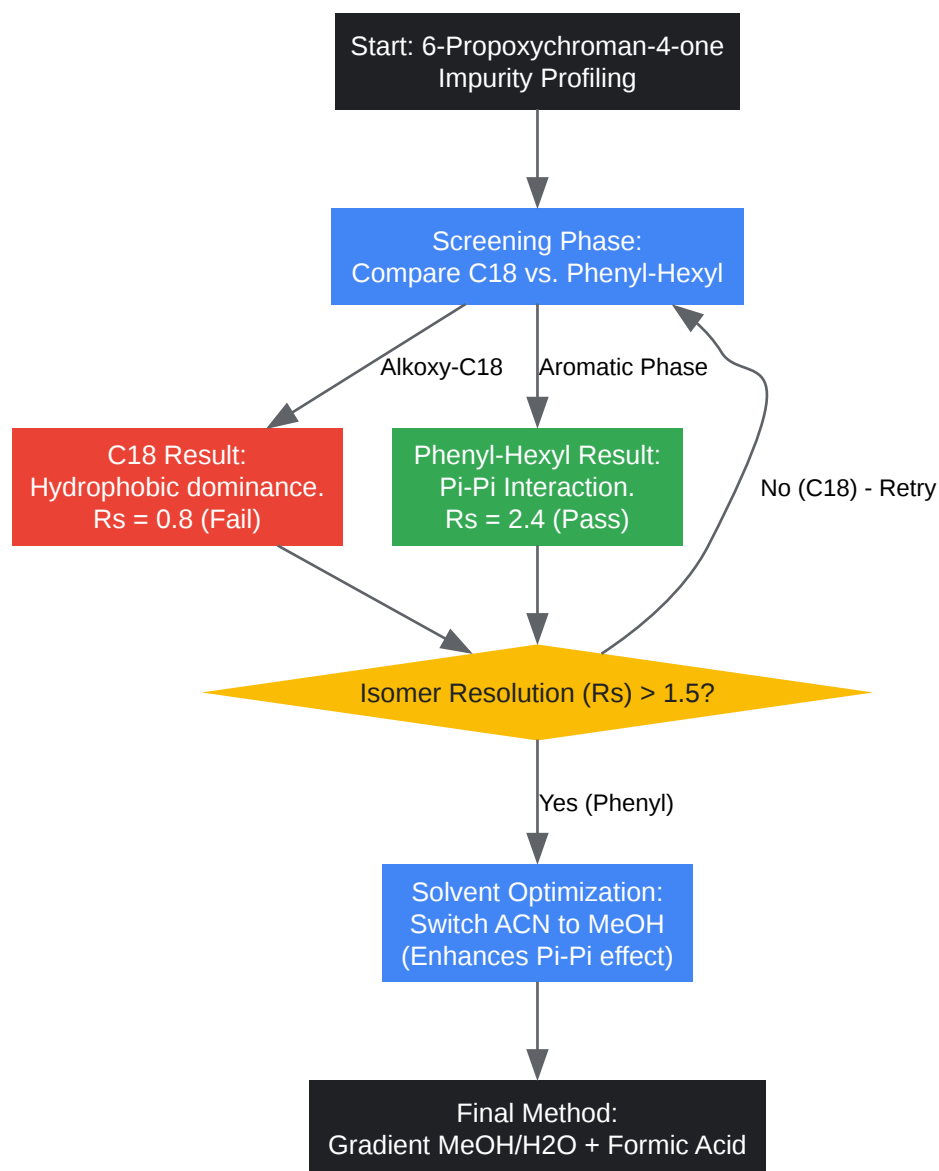 Start: 6-Propoxychroman-4-one
Impurity Profiling
Screening Phase:
Compare C18 vs. Phenyl-Hexyl
Alkoxy-C18
Aromatic Phase
C18 Result:
Hydrophobic dominance.
Rs = 0.8 (Fail)
Phenyl-Hexyl Result:
Pi-Pi Interaction.
Rs = 2.4 (Pass)
No (C18) - Retry
Isomer Resolution (Rs) > 1.5?
Yes (Phenyl)
Solvent Optimization:
Switch ACN to MeOH
(Enhances Pi-Pi effect)
Final Method:
Gradient MeOH/H2O + Formic Acid